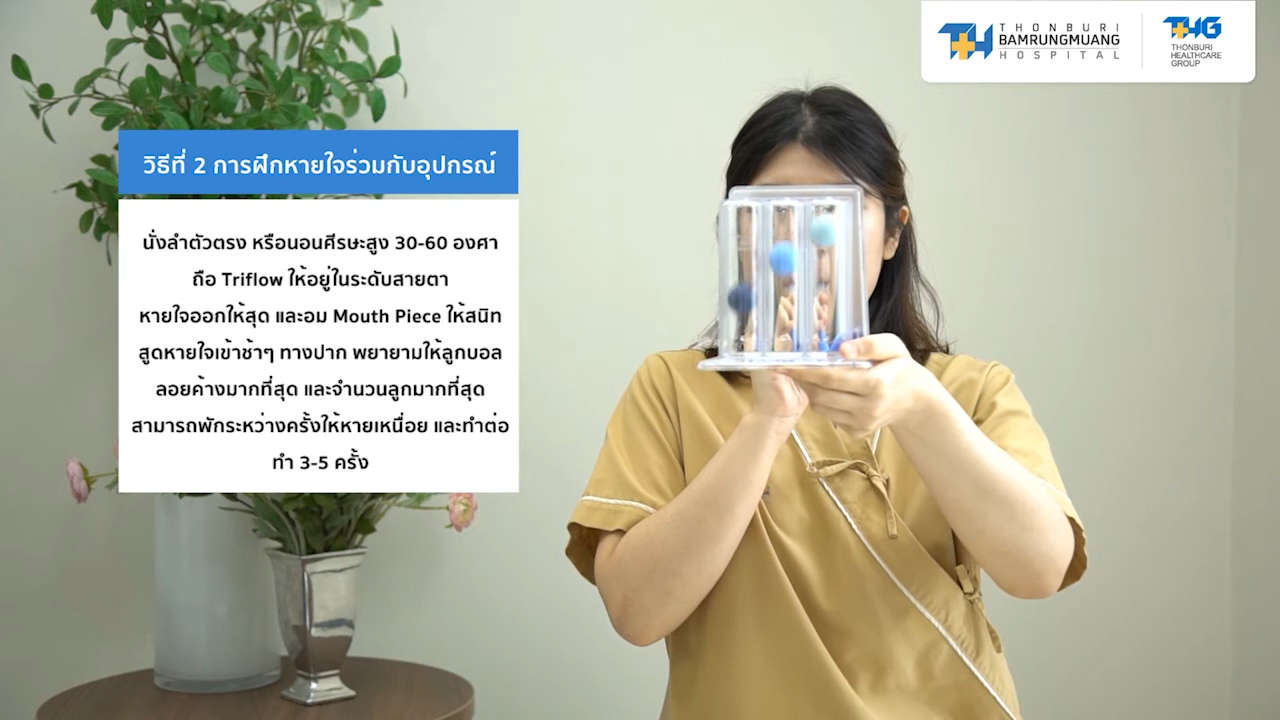 THONBURI
BAMRUNGMUANG
HOSPITAL
THG
THONBURI
HEALTHCARE
GROUP
วิธีที่ 2 การฝึกหายใจร่วมกับอุปกรณ์
นั่งลำตัวตรง หรือนอนศีรษะสูง 30-60 องศา
ถือ Triflow ให้อยู่ในระดับสายตา
หายใจออกให้สุด และอม Mouth Piece ให้สนิท
สูดหายใจเข้าช้าๆ ทางปาก พยายามให้ลูกบอล
ลอยค้างมากที่สุด และจำนวนลูกมากที่สุด
สามารถพักระหว่างครั้งให้หายเหนื่อย และทำต่อ
ทำ 3-5 ครั้ง